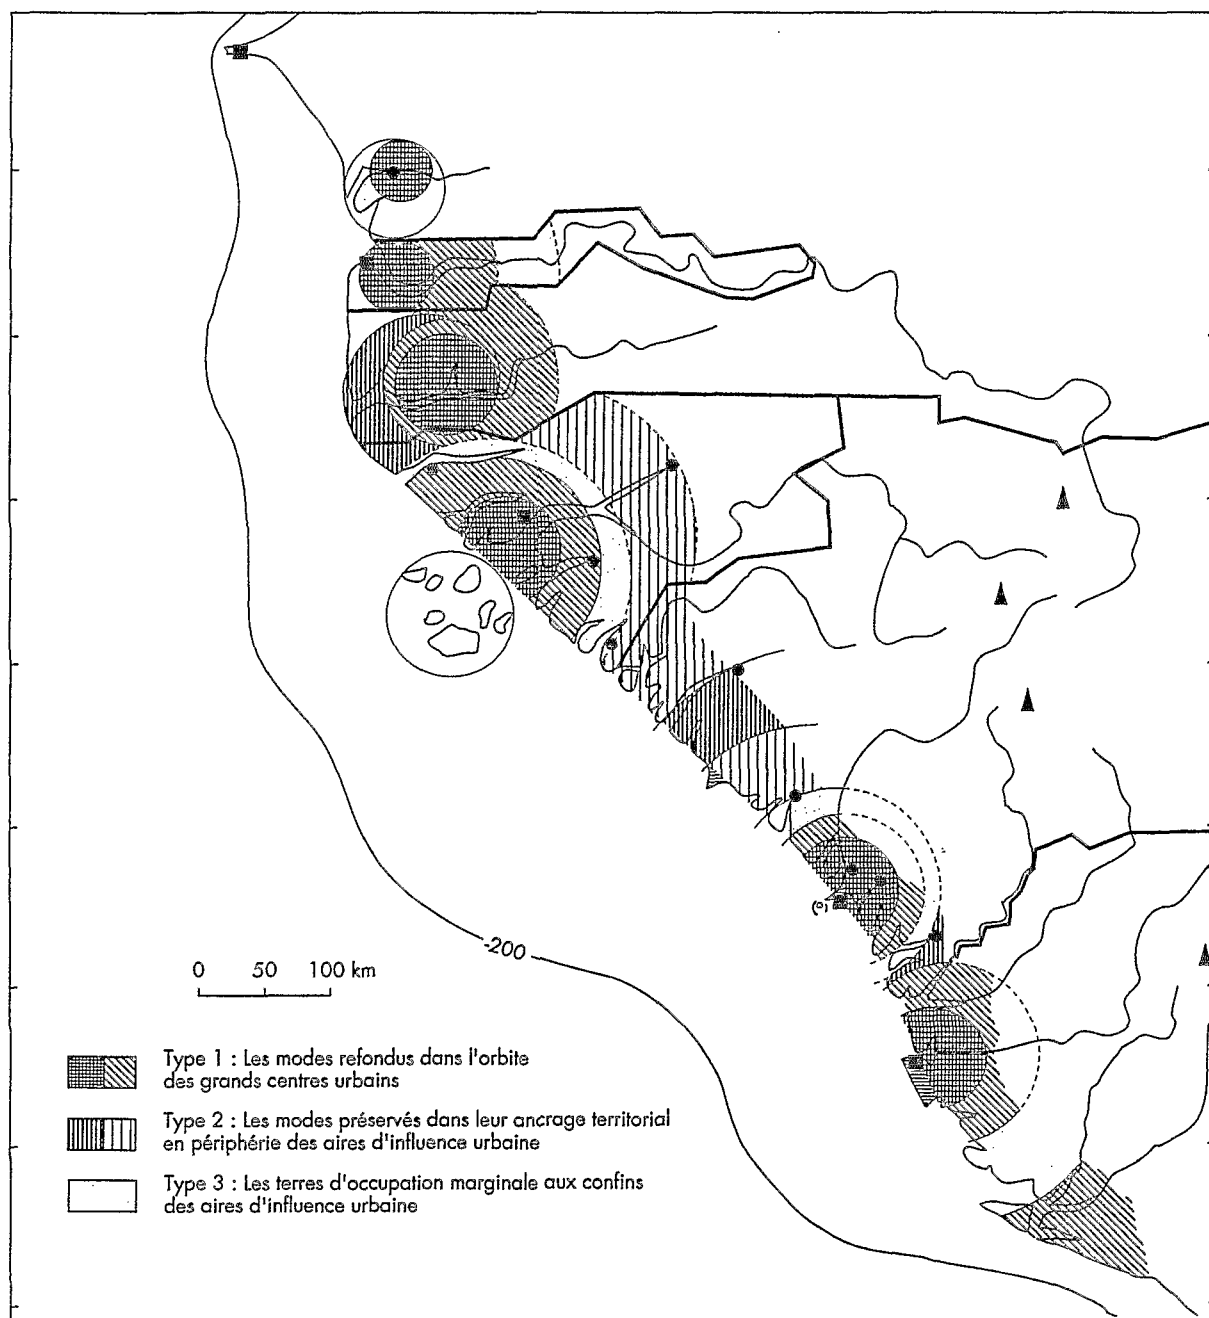 -200
0 50 100 km
Type 1 : Les modes refondus dans l'orbite
des grands centres urbains
Type 2 : Les modes préservés dans leur ancrage territorial
en périphérie des aires d'influence urbaine
Type 3 : Les terres d'occupation marginale aux confins
des aires d'influence urbaine